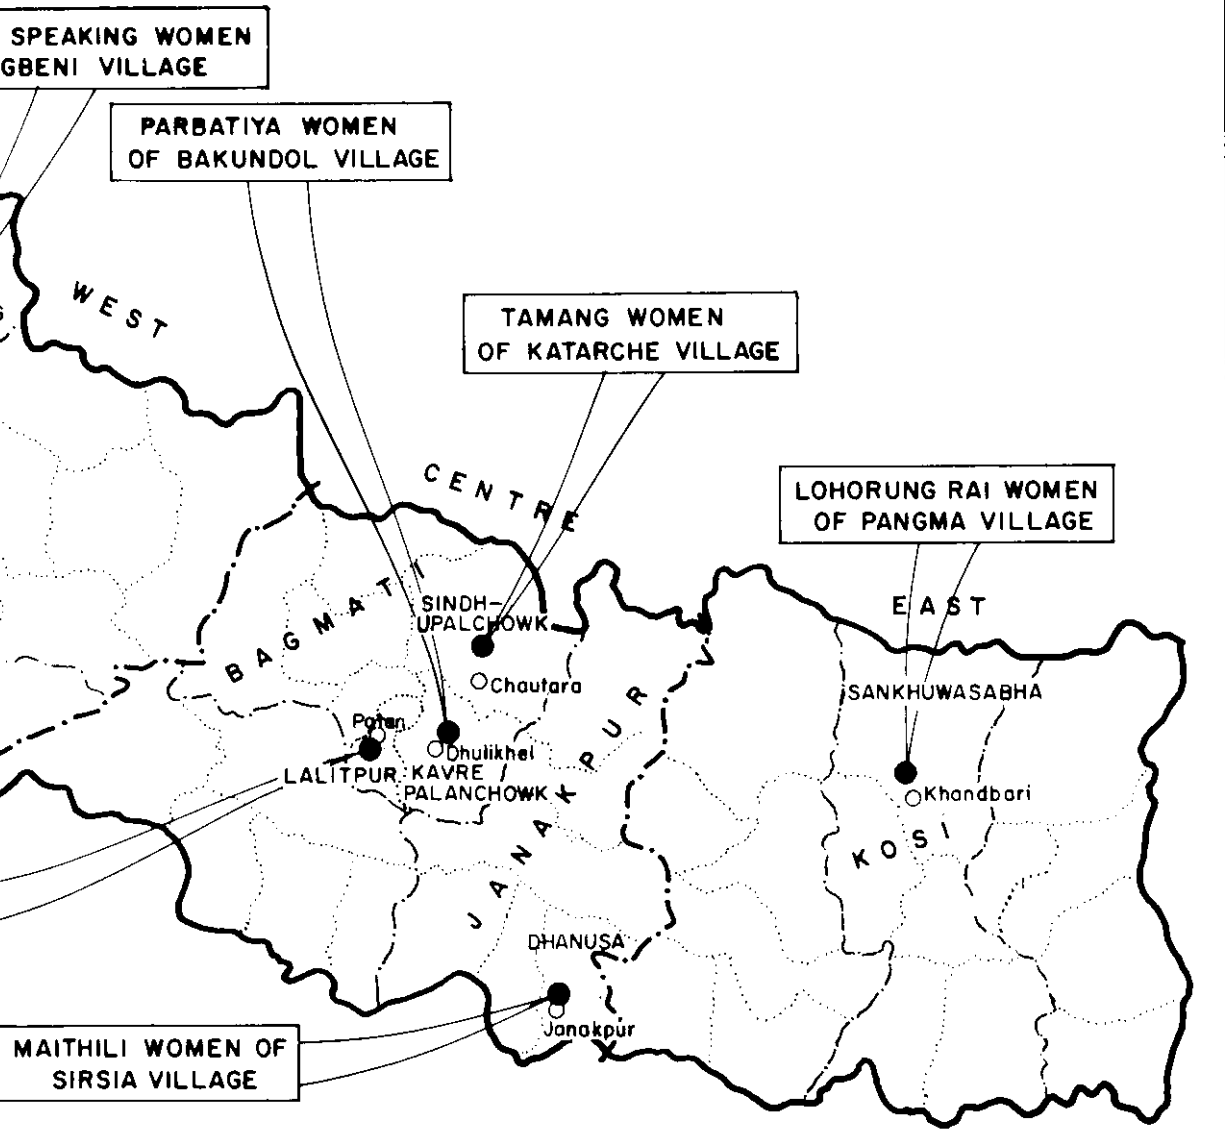 SPEAKING WOMEN
GBENI VILLAGE
PARBATIYA WOMEN
OF BAKUNDOL VILLAGE
WEST
TAMANG WOMEN
OF KATARCHE VILLAGE
CENTRE
LOHORUNG RAI WOMEN
OF PANGMA VILLAGE
EAST
BAGMATI
SINDH-
UPALCHOWK
Chautara
SANKHUWASABHA
Patan
Dhulikhel
LALITPUR
KAVRE
PALANCHOWK
JANAKPUR
Khandbari
KOSI
DHANUSA
Janakpur
MAITHILI WOMEN OF
SIRSIA VILLAGE